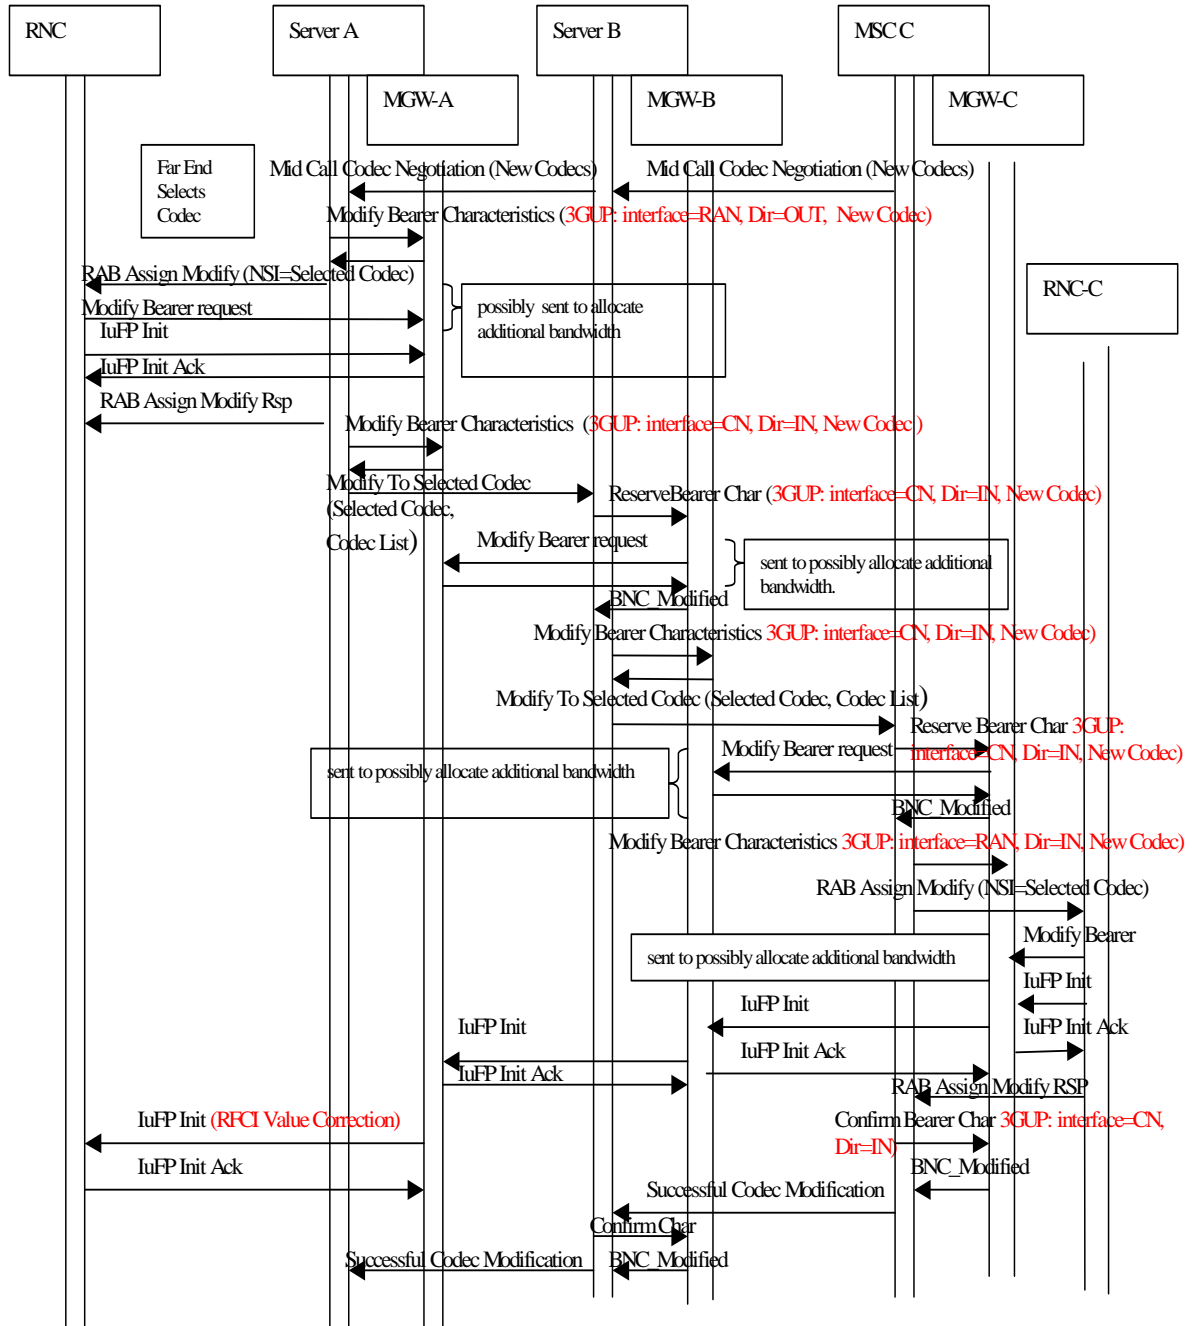 RNC
Server A
Server B
MSC C
MGW-A
MGW-B
MGW-C
Far End
Selects
Codec
Mid Call Codec Negotiation (New Codecs)
Mid Call Codec Negotiation (New Codecs)
Modify Bearer Characteristics (3GUP: interface=RAN, Dir=OUT, New Codec)
RAB Assign Modify (NSI=Selected Codec)
RNC-C
Modify Bearer request
possibly sent to allocate
additional bandwidth
IuFP Init
IuFP Init Ack
RAB Assign Modify Rsp
Modify Bearer Characteristics (3GUP: interface=CN, Dir=IN, New Codec )
Modify To Selected Codec
(Selected Codec,
Codec List)
ReserveBearer Char (3GUP: interface=CN, Dir=IN, New Codec)
Modify Bearer request
sent to possibly allocate additional
bandwidth.
BNC_Modified
Modify Bearer Characteristics 3GUP: interface=CN, Dir=IN, New Codec)
Modify To Selected Codec (Selected Codec, Codec List)
Reserve Bearer Char 3GUP:
interface=CN, Dir=IN, New Codec)
Modify Bearer request
sent to possibly allocate additional bandwidth
BNC_Modified
Modify Bearer Characteristics 3GUP: interface=RAN, Dir=IN, New Codec)
RAB Assign Modify (NSI=Selected Codec)
Modify Bearer
sent to possibly allocate additional bandwidth
IuFP Init
IuFP Init
IuFP Init
IuFP Init Ack
IuFP Init Ack
IuFP Init Ack
RAB Assign Modify RSP
IuFP Init (RFCI Value Correction)
Confirm Bearer Char 3GUP: interface=CN,
Dir=IN)
IuFP Init Ack
BNC_Modified
Successful Codec Modification
Confirm Char
Successful Codec Modification
BNC_Modified